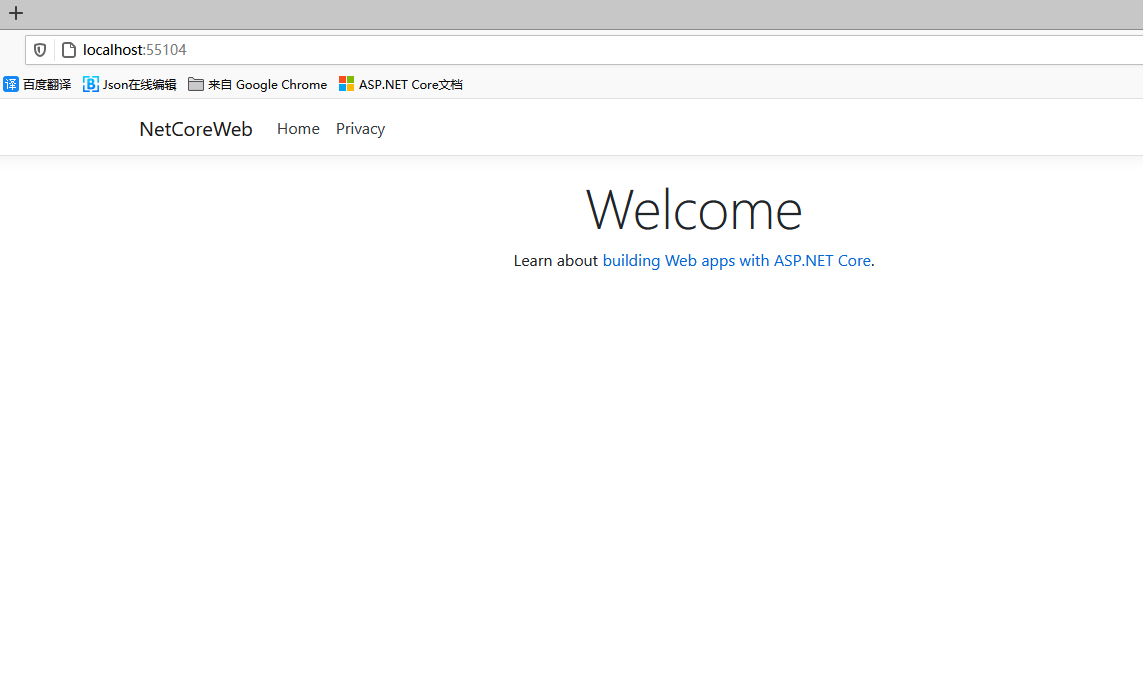 localhost:55104
译 百度翻译 B Json在线编辑 来自 Google Chrome ASP.NET Core文档
NetCoreWeb Home Privacy
Welcome
Learn about building Web apps with ASP.NET Core.